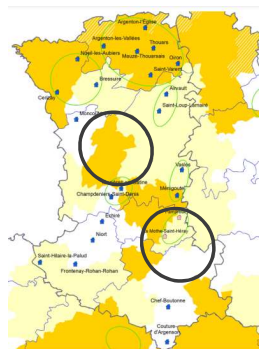 Argenton-l'Église
Argenton-les-Vallées
Thouars
Nueil-les-Aubiers
Mauzé-Thouarsais
Oiron
Saint-Varent
Bressuire
Airvault
Cerizay
Saint-Loup-Lamairé
Vasles
Ménigoute
Champdeniers-Saint-Denis
La Mothe-Saint-Héray
Échiré
Niort
Saint-Hilaire-la-Palud
Frontenay-Rohan-Rohan
Chef-Boutonne
Couture
d'Argenson